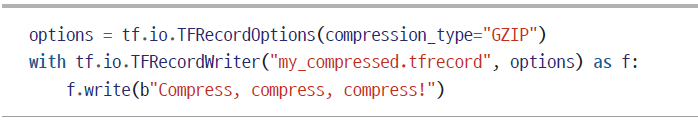 options = tf.io.TFRecordOptions(compression_type="GZIP")
with tf.io.TFRecordWriter("my_compressed.tfrecord", options) as f:
    f.write(b"Compress, compress, compress!")